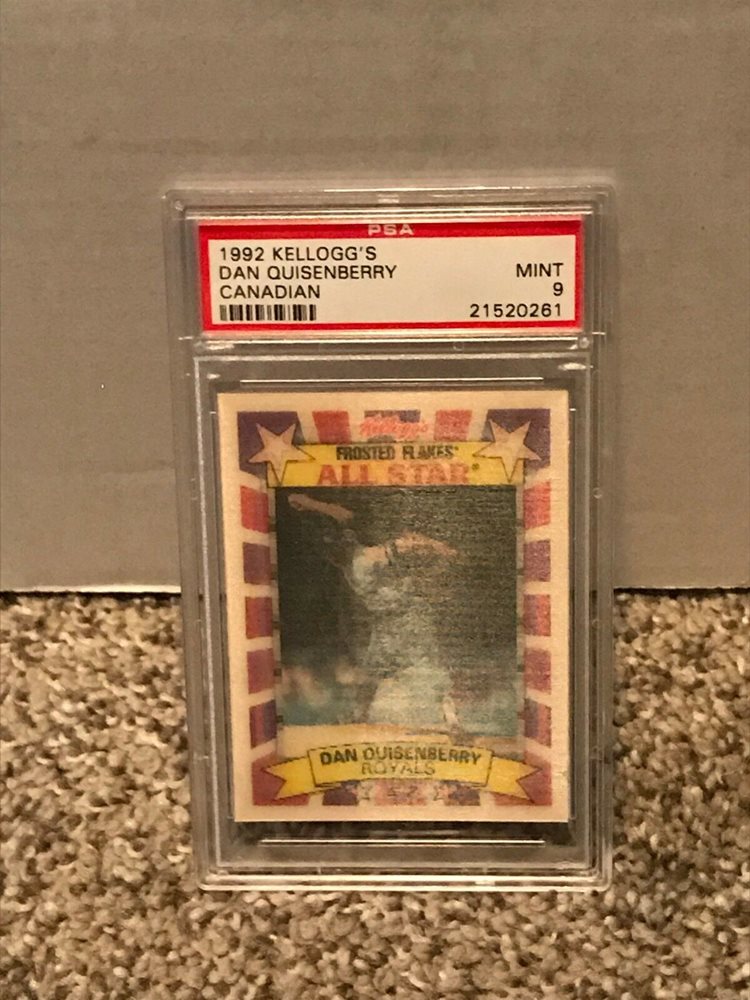 PSA
1992 KELLOGG'S
DAN QUISENBERRY
CANADIAN
MINT
9
21520261
Kellogg's
FROSTED FLAKES
ALL STAR
DAN QUISENBERRY
ROYALS